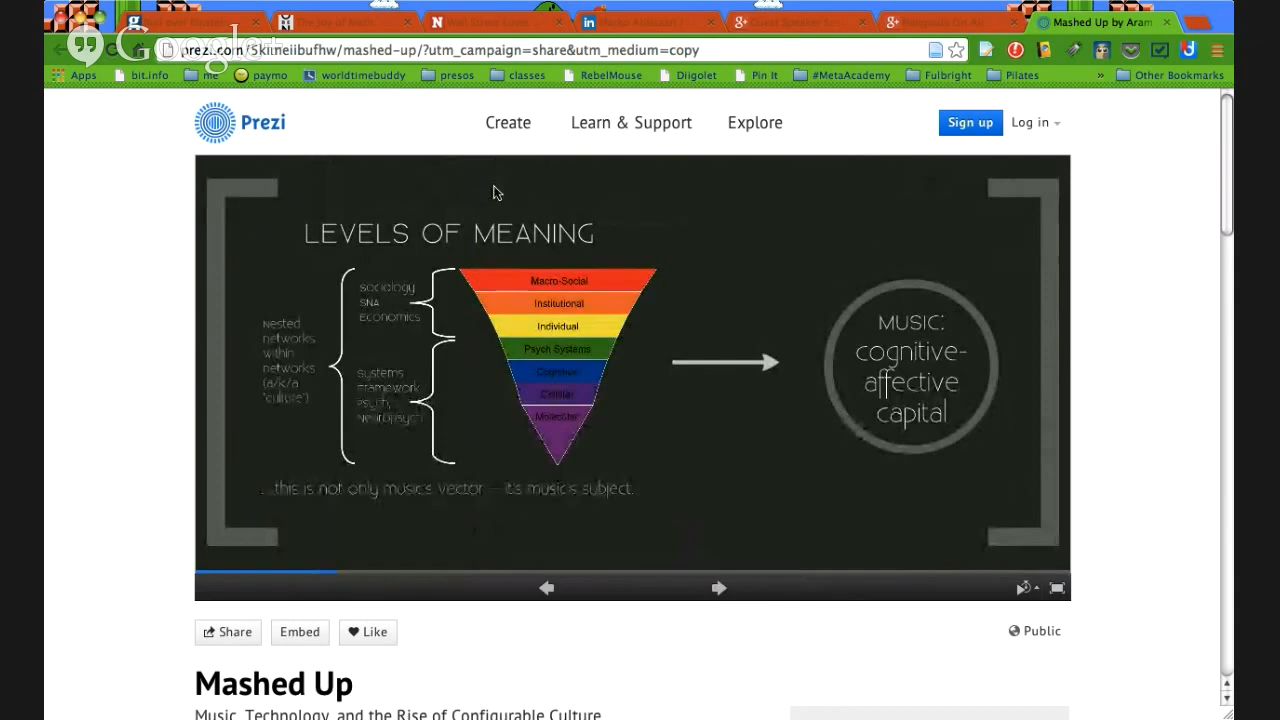 Google+
Mashed Up by Aram
prezi.com/5kimeiibufhw/mashed-up/?utm_campaign=share&utm_medium=copy
Apps bit.info me paymo worldtimebuddy presos classes RebelMouse Diigolet Pin It #MetaAcademy Fulbright Pilates » Other Bookmarks
Prezi
Create Learn & Support Explore
Sign up Log in
LEVELS OF MEANING
Nested
networks
within
networks
(a/k/a
"culture")
sociology
SNA
Economics
systems
framework
psych,
neuropsych
Macro-Social
Institutional
Individual
Psych Systems
Cognitive
Cellular
Molecular
MUSIC:
cognitive-
affective
capital
...this is not only music's vector – it's music's subject.
Share Embed Like
Public
Mashed Up
Music, Technology, and the Rise of Configurable Culture